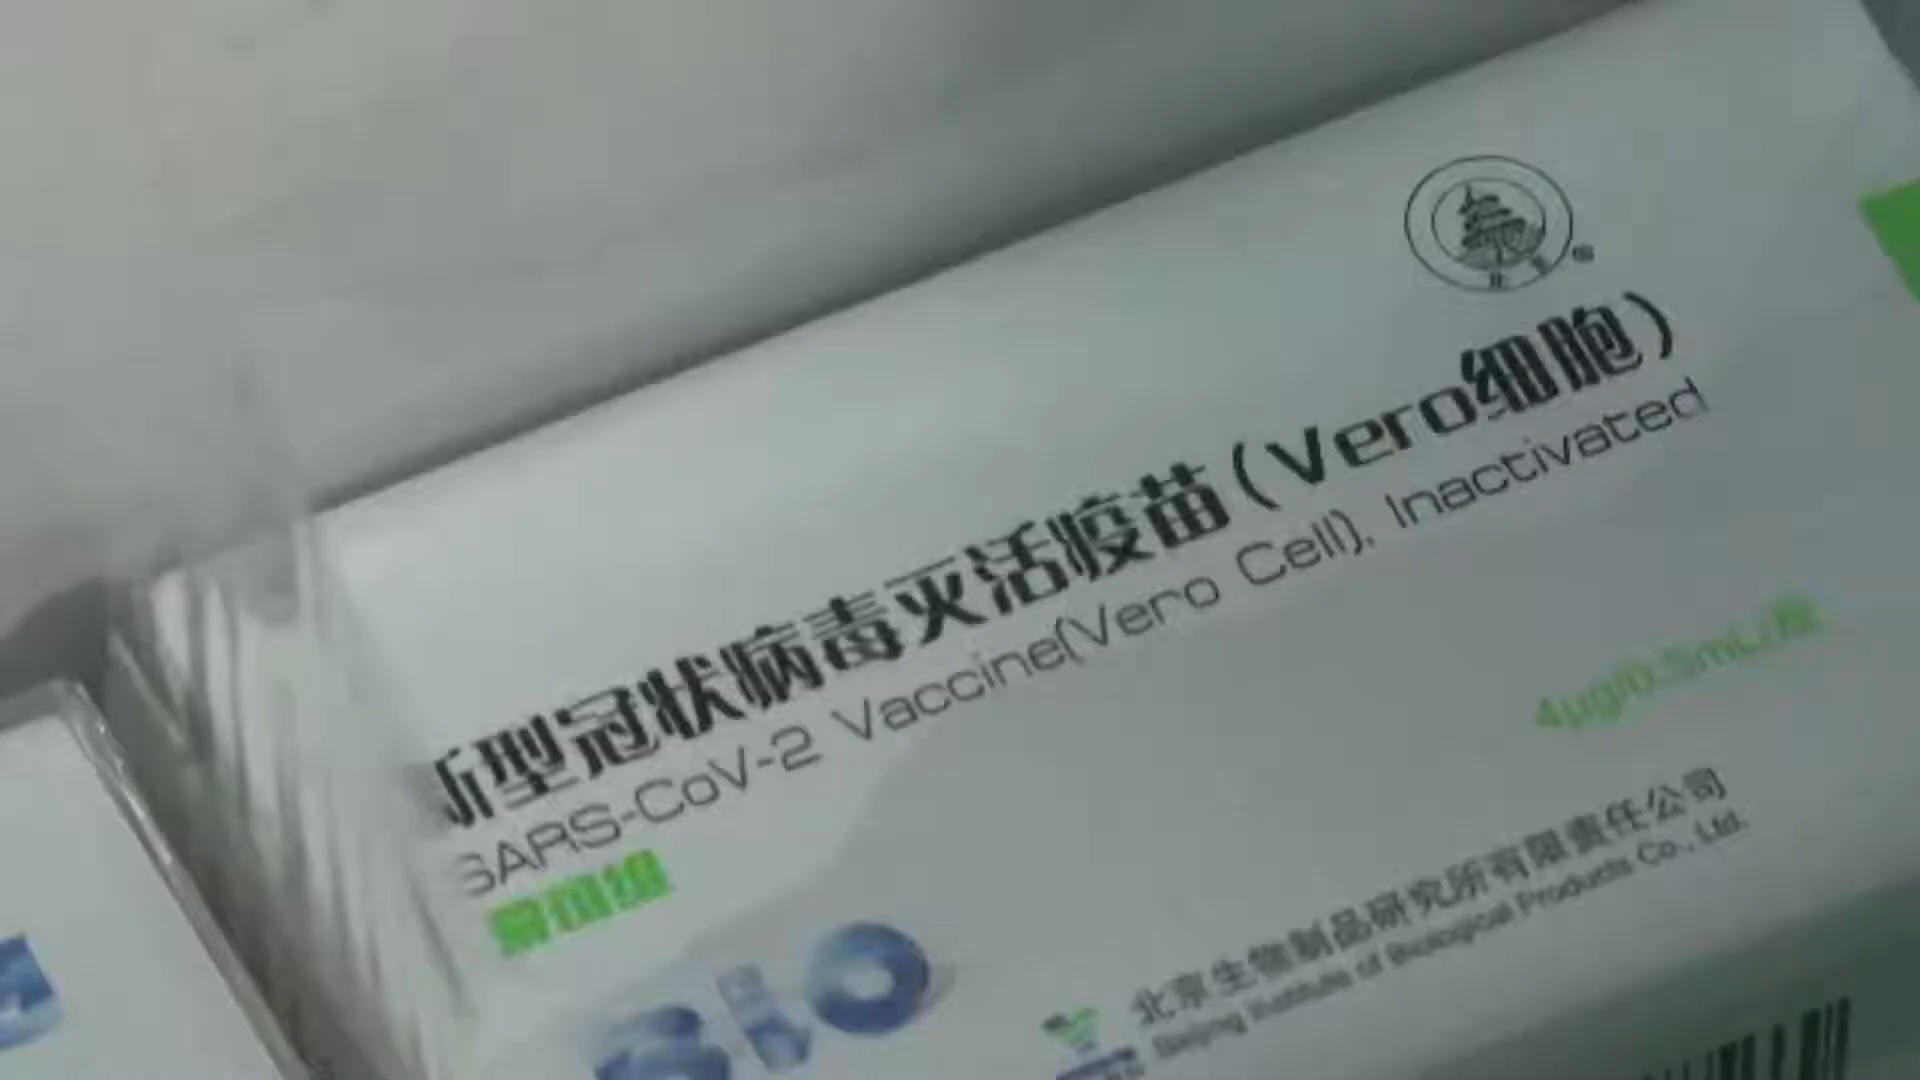 新型冠状病毒灭活疫苗(Vero细胞)
SARS-CoV-2 Vaccine(Vero Cell), Inactivated
4μg/0.5mL/
BIO
北京生物制品研究所有限责任公司
Beijing Institute of Biological Products Co., Ltd.